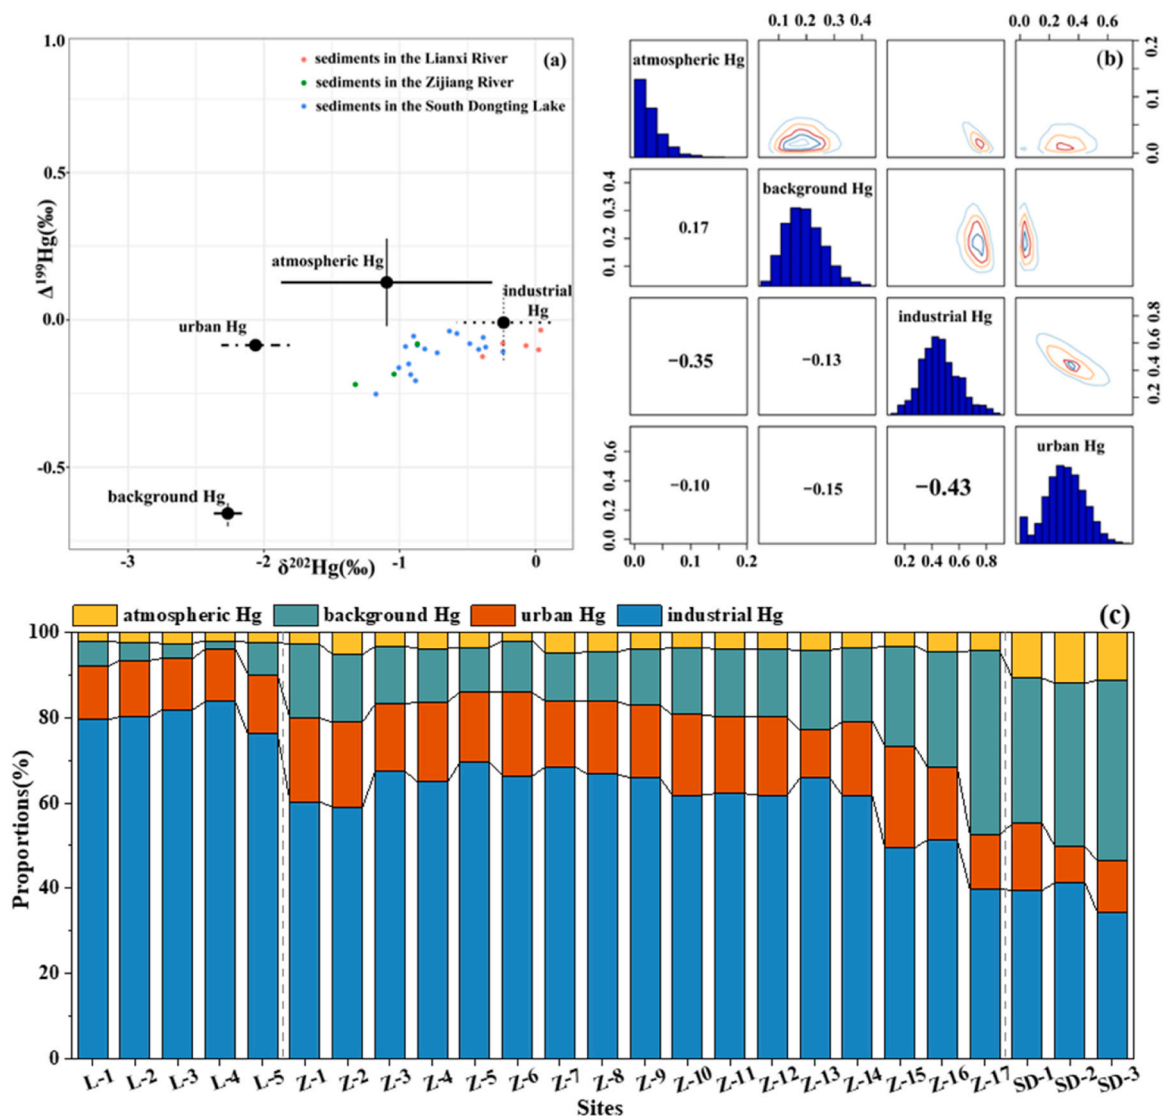 1.0
0.5
0.0
-0.5
Δ¹⁹⁹Hg(‰)
sediments in the Lianxi River
sediments in the Zijiang River
sediments in the South Dongting Lake
(a)
atmospheric Hg
industrial
Hg
urban Hg
background Hg
-3 -2 -1 0
δ²⁰²Hg(‰)
0.1 0.2 0.3 0.4 0.0 0.2 0.4 0.6
atmospheric Hg
(b)
0.0 0.1 0.2
0.1 0.2 0.3 0.4
0.17
background Hg
−0.35
−0.13
industrial Hg
0.2 0.4 0.6 0.8
0.0 0.2 0.4 0.6
−0.10
−0.15
−0.43
urban Hg
0.0 0.1 0.2 0.2 0.4 0.6 0.8
atmospheric Hg background Hg urban Hg industrial Hg
(c)
100
80
60
40
20
0
Proportions(%)
L-1 L-2 L-3 L-4 L-5 Z-1 Z-2 Z-3 Z-4 Z-5 Z-6 Z-7 Z-8 Z-9 Z-10 Z-11 Z-12 Z-13 Z-14 Z-15 Z-16 Z-17 SD-1 SD-2 SD-3
Sites